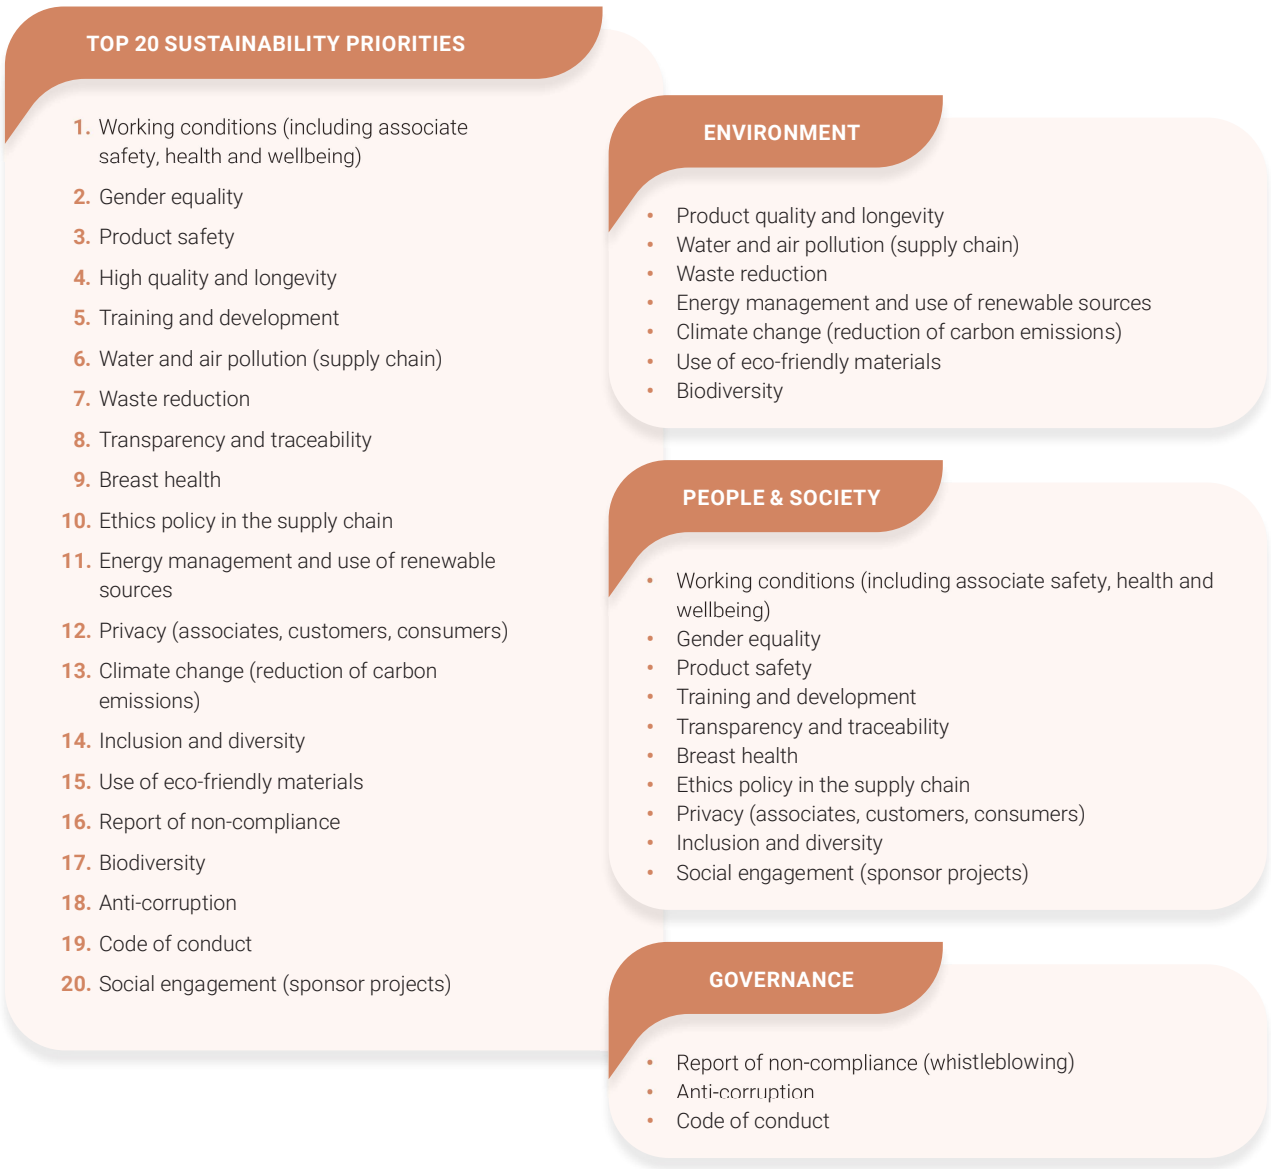 TOP 20 SUSTAINABILITY PRIORITIES
1. Working conditions (including associate
safety, health and wellbeing)
2. Gender equality
3. Product safety
4. High quality and longevity
5. Training and development
6. Water and air pollution (supply chain)
7. Waste reduction
8. Transparency and traceability
9. Breast health
10. Ethics policy in the supply chain
11. Energy management and use of renewable
sources
12. Privacy (associates, customers, consumers)
13. Climate change (reduction of carbon
emissions)
14. Inclusion and diversity
15. Use of eco-friendly materials
16. Report of non-compliance
17. Biodiversity
18. Anti-corruption
19. Code of conduct
20. Social engagement (sponsor projects)
ENVIRONMENT
• Product quality and longevity
• Water and air pollution (supply chain)
• Waste reduction
• Energy management and use of renewable sources
• Climate change (reduction of carbon emissions)
• Use of eco-friendly materials
• Biodiversity
PEOPLE & SOCIETY
• Working conditions (including associate safety, health and
wellbeing)
• Gender equality
• Product safety
• Training and development
• Transparency and traceability
• Breast health
• Ethics policy in the supply chain
• Privacy (associates, customers, consumers)
• Inclusion and diversity
• Social engagement (sponsor projects)
GOVERNANCE
• Report of non-compliance (whistleblowing)
• Anti-corruption
• Code of conduct